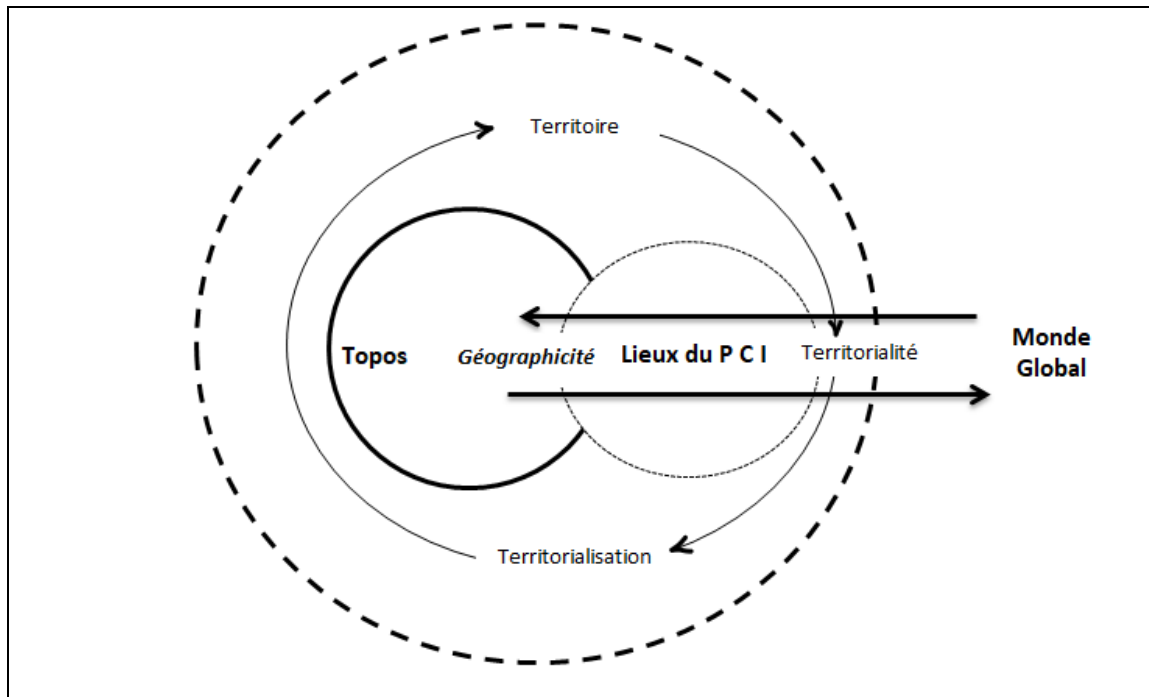 Territoire
Topos
Géographicité
Lieux du P C I
Territorialité
Monde
Global
Territorialisation